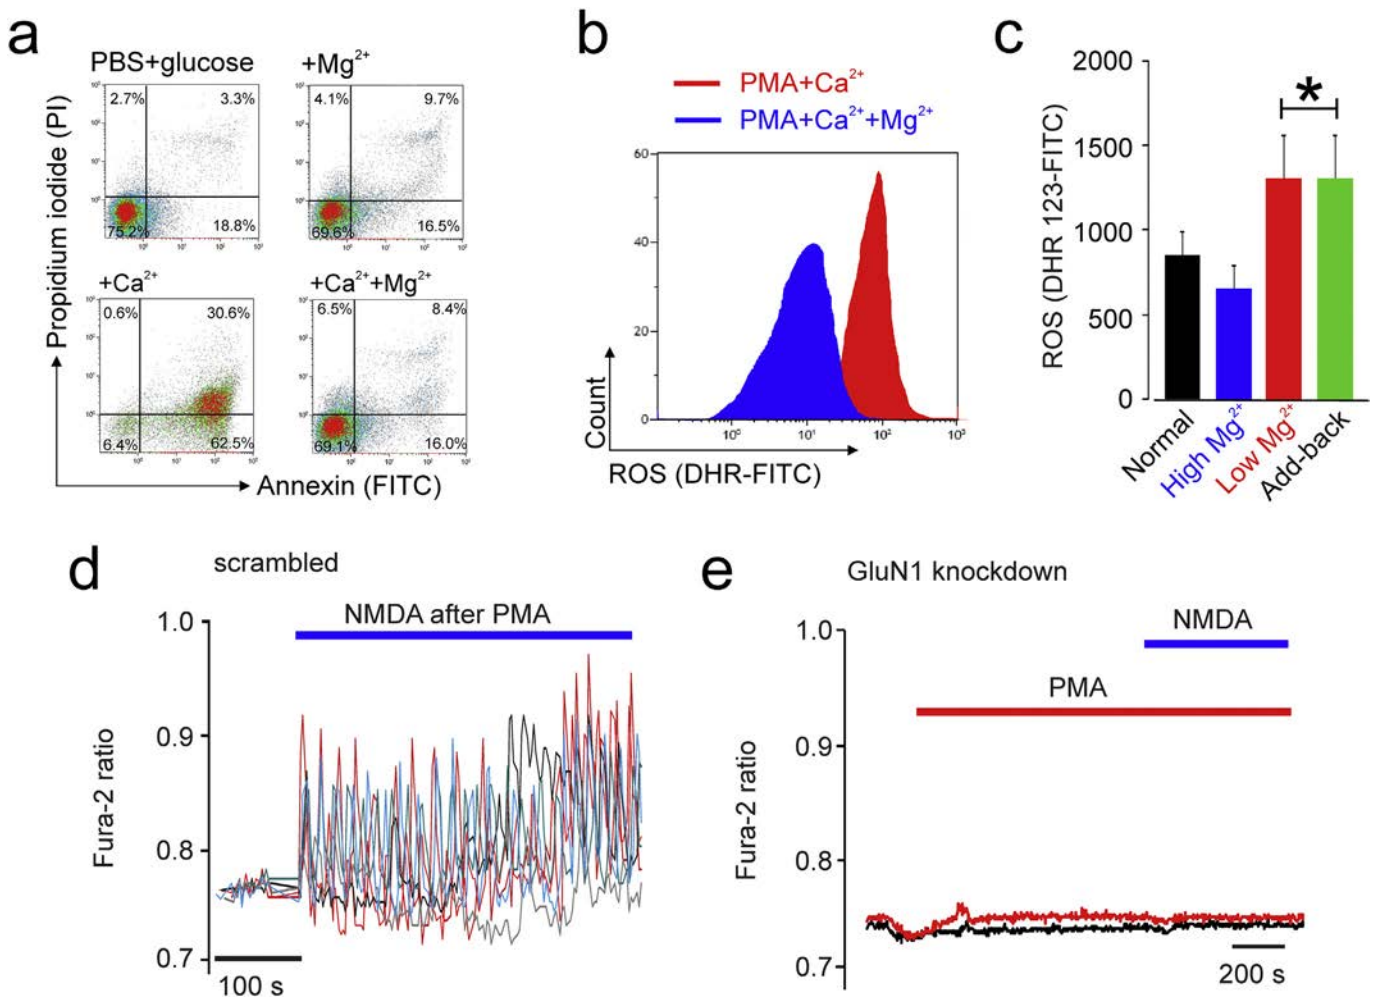 a
PBS+glucose
+Mg²⁺
2.7%
3.3%
75.2%
18.8%
4.1%
9.7%
69.6%
16.5%
+Ca²⁺
+Ca²⁺+Mg²⁺
0.6%
30.6%
6.4%
62.5%
6.5%
8.4%
69.1%
16.0%
Propidium iodide (PI)
Annexin (FITC)
b
PMA+Ca²⁺
PMA+Ca²⁺+Mg²⁺
60
40
20
0
10⁰
10¹
10²
10³
Count
ROS (DHR-FITC)
c
ROS (DHR 123-FITC)
2000
1500
1000
500
0
*
Normal
High Mg²⁺
Low Mg²⁺
Add-back
d
scrambled
NMDA after PMA
Fura-2 ratio
1.0
0.9
0.8
0.7
100 s
e
GluN1 knockdown
NMDA
PMA
Fura-2 ratio
1.0
0.9
0.8
0.7
200 s